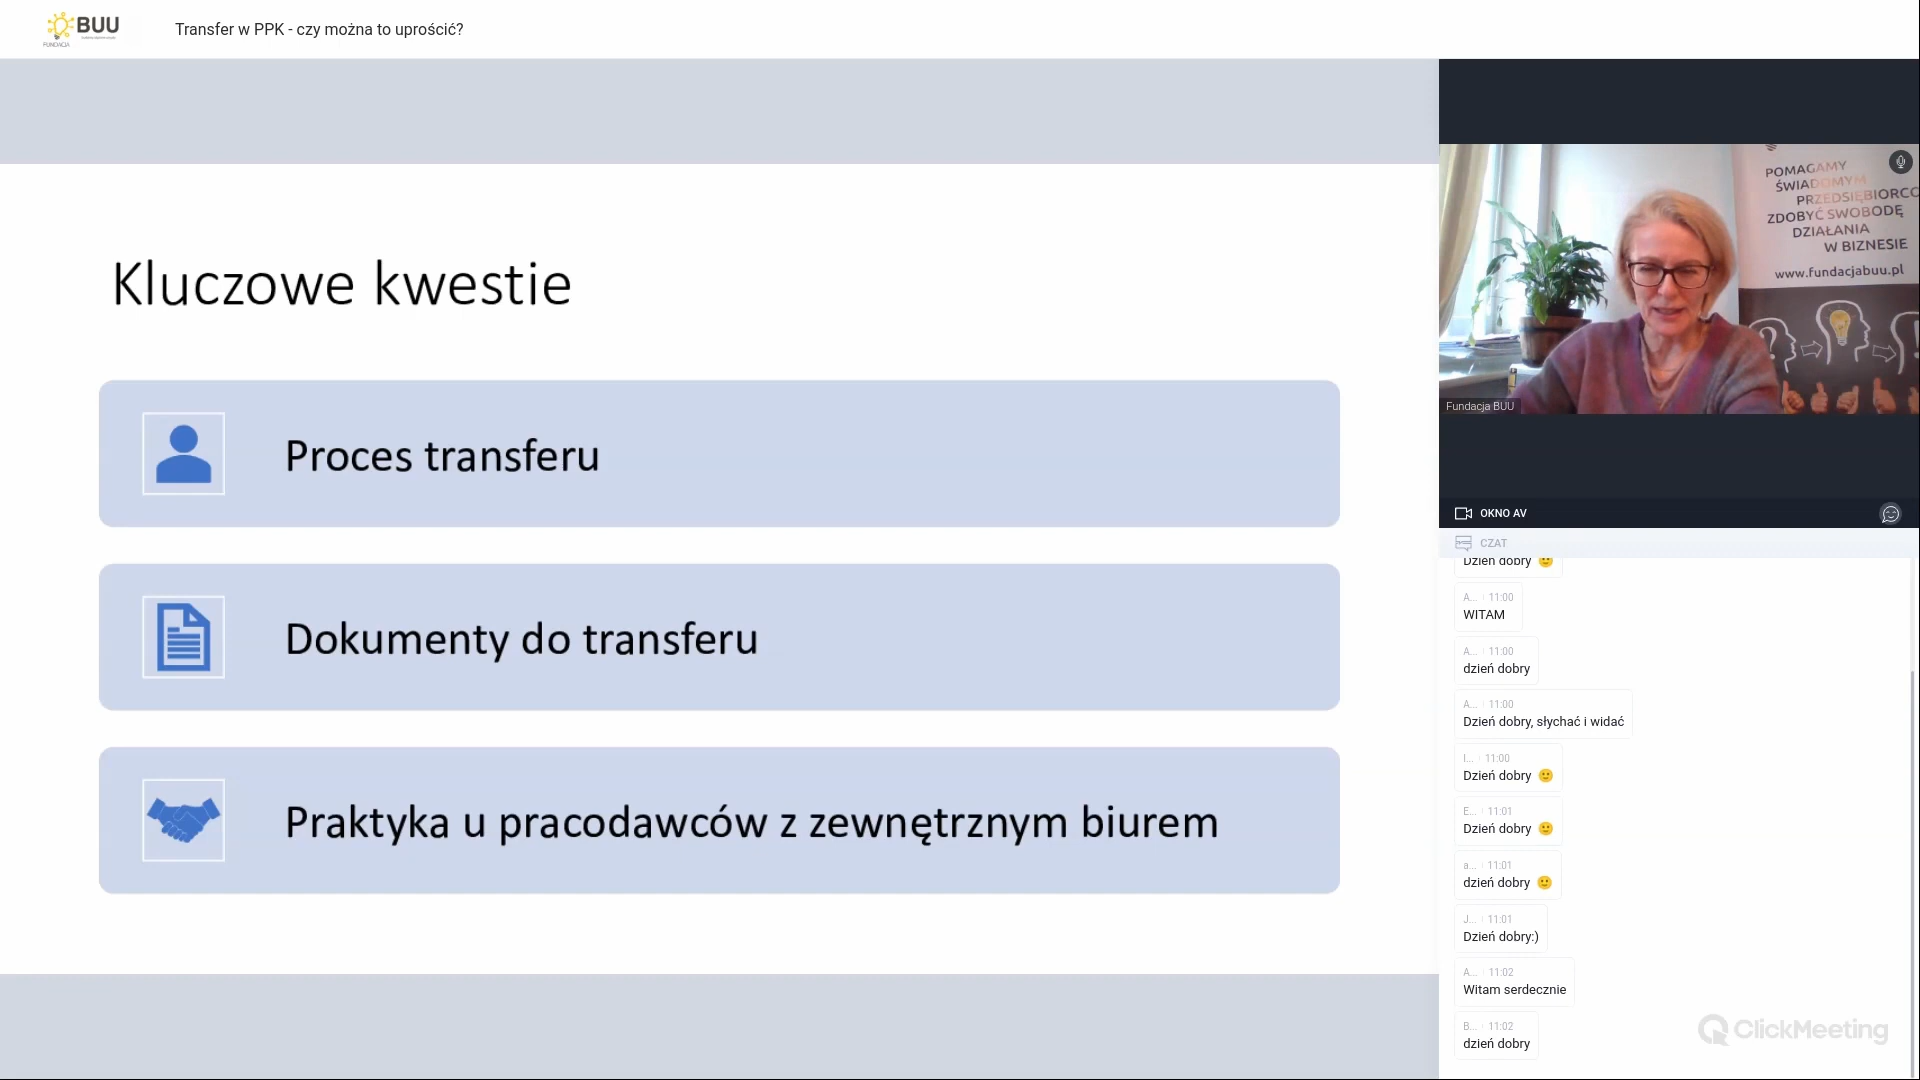 BUU
FUNDACJA
Transfer w PPK - czy można to uprościć?
Kluczowe kwestie
Proces transferu
Dokumenty do transferu
Praktyka u pracodawców z zewnętrznym biurem
POMAGAMY
ŚWIADOMYM
PRZEDSIĘBIORCO
ZDOBYĆ SWOBODĘ
DZIAŁANIA
W BIZNESIE
www.fundacjabuu.pl
Fundacja BUU
OKNO AV
CZAT
Dzień dobry 🙂
A... 11:00
WITAM
A... 11:00
dzień dobry
A... 11:00
Dzień dobry, słychać i widać
I... 11:00
Dzień dobry 🙂
E... 11:01
Dzień dobry 🙂
a... 11:01
dzień dobry 🙂
J... 11:01
Dzień dobry:)
A... 11:02
Witam serdecznie
B... 11:02
dzień dobry
ClickMeeting